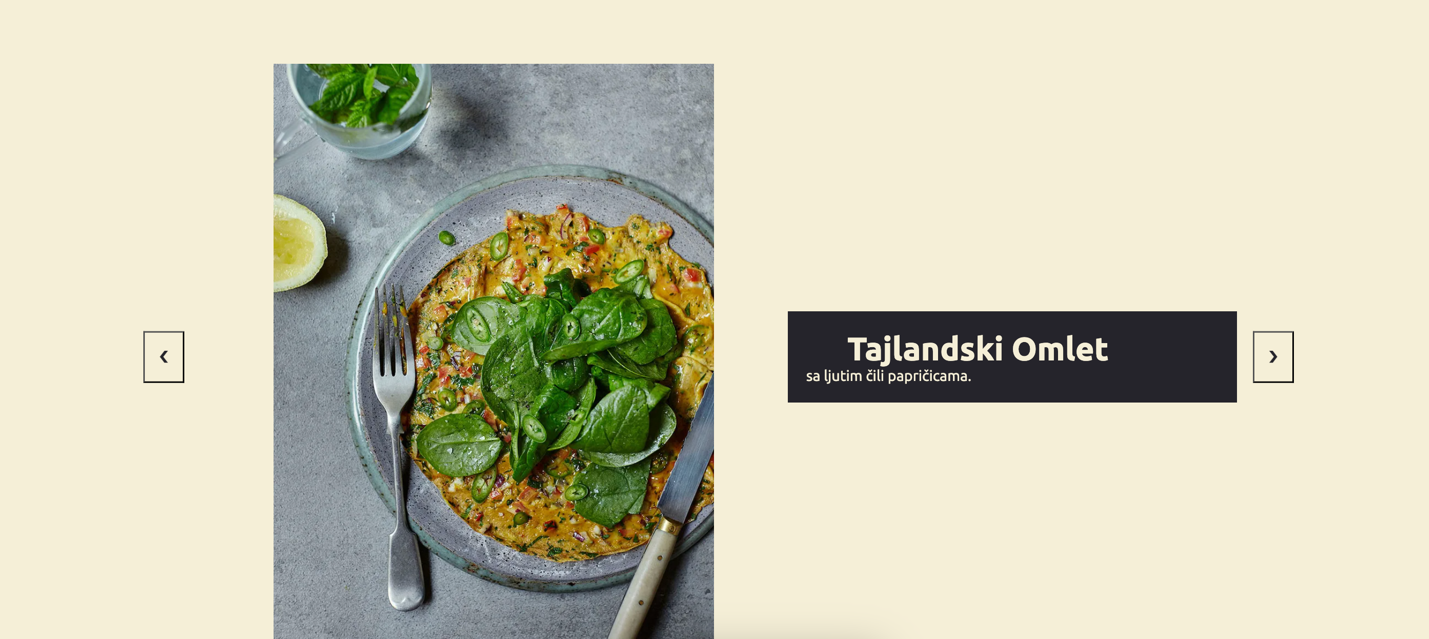 ‹
Tajlandski Omlet
sa ljutim čili papričicama.
›